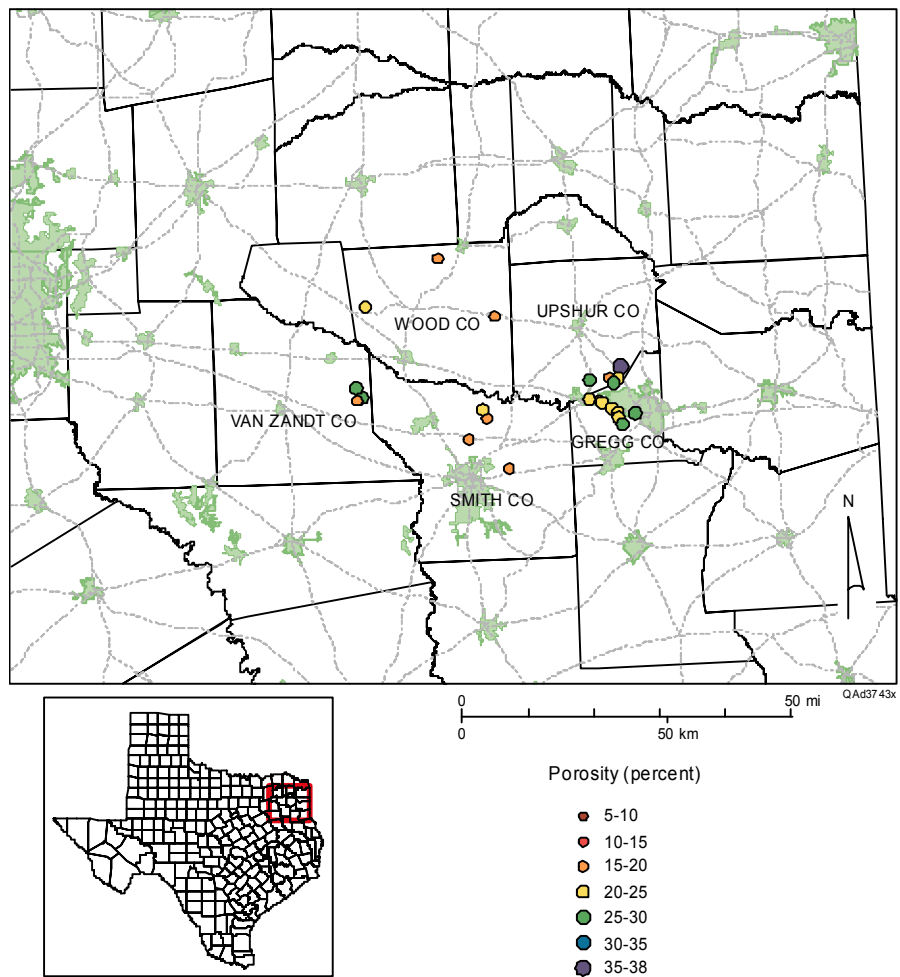 UPSHUR CO
WOOD CO
VAN ZANDT CO
GREGG CO
SMITH CO
N
QAd3743x
0 50 mi
0 50 km
Porosity (percent)
5-10
10-15
15-20
20-25
25-30
30-35
35-38